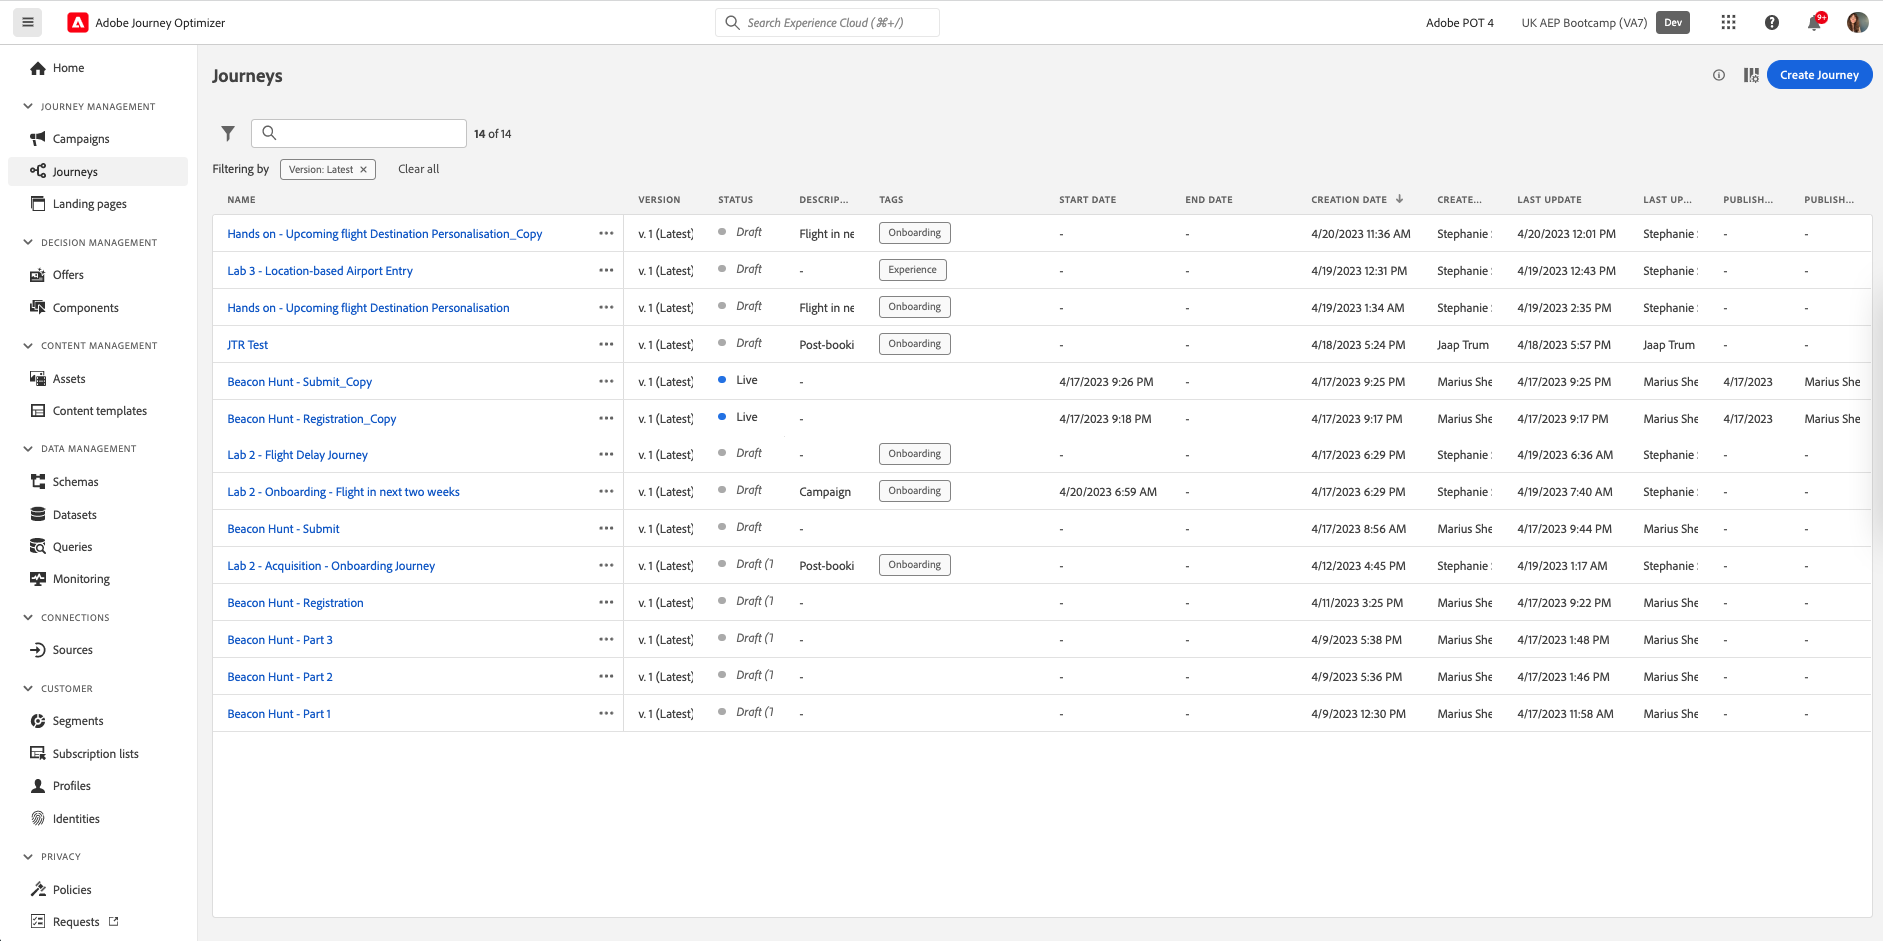 Adobe Journey Optimizer
Search Experience Cloud (⌘+/)
Adobe POT 4
UK AEP Bootcamp (VA7)
Dev
9+
Home
JOURNEY MANAGEMENT
Campaigns
Journeys
Landing pages
DECISION MANAGEMENT
Offers
Components
CONTENT MANAGEMENT
Assets
Content templates
DATA MANAGEMENT
Schemas
Datasets
Queries
Monitoring
CONNECTIONS
Sources
CUSTOMER
Segments
Subscription lists
Profiles
Identities
PRIVACY
Policies
Requests
Journeys
Create Journey
14 of 14
Filtering by Version: Latest × Clear all
NAME VERSION STATUS DESCRIP... TAGS START DATE END DATE CREATION DATE CREATE... LAST UPDATE LAST UP... PUBLISH... PUBLISH...
Hands on - Upcoming flight Destination Personalisation_Copy ••• v. 1 (Latest) Draft Flight in ne Onboarding - - 4/20/2023 11:36 AM Stephanie 4/20/2023 12:01 PM Stephanie - -
Lab 3 - Location-based Airport Entry ••• v. 1 (Latest) Draft - Experience - - 4/19/2023 12:31 PM Stephanie 4/19/2023 12:43 PM Stephanie - -
Hands on - Upcoming flight Destination Personalisation ••• v. 1 (Latest) Draft Flight in ne Onboarding - - 4/19/2023 1:34 AM Stephanie 4/19/2023 2:35 PM Stephanie - -
JTR Test ••• v. 1 (Latest) Draft Post-booki Onboarding - - 4/18/2023 5:24 PM Jaap Trum 4/18/2023 5:57 PM Jaap Trum - -
Beacon Hunt - Submit_Copy ••• v. 1 (Latest) Live - 4/17/2023 9:26 PM - 4/17/2023 9:25 PM Marius She 4/17/2023 9:25 PM Marius She 4/17/2023 Marius She
Beacon Hunt - Registration_Copy ••• v. 1 (Latest) Live - 4/17/2023 9:18 PM - 4/17/2023 9:17 PM Marius She 4/17/2023 9:17 PM Marius She 4/17/2023 Marius She
Lab 2 - Flight Delay Journey ••• v. 1 (Latest) Draft - Onboarding - - 4/17/2023 6:29 PM Stephanie 4/19/2023 6:36 AM Stephanie - -
Lab 2 - Onboarding - Flight in next two weeks ••• v. 1 (Latest) Draft Campaign Onboarding 4/20/2023 6:59 AM - 4/17/2023 6:29 PM Stephanie 4/19/2023 7:40 AM Stephanie - -
Beacon Hunt - Submit ••• v. 1 (Latest) Draft - - - 4/17/2023 8:56 AM Marius She 4/17/2023 9:44 PM Marius She - -
Lab 2 - Acquisition - Onboarding Journey ••• v. 1 (Latest) Draft (T Post-booki Onboarding - - 4/12/2023 4:45 PM Stephanie 4/19/2023 1:17 AM Stephanie - -
Beacon Hunt - Registration ••• v. 1 (Latest) Draft (T - - - 4/11/2023 3:25 PM Marius She 4/17/2023 9:22 PM Marius She - -
Beacon Hunt - Part 3 ••• v. 1 (Latest) Draft (T - - - 4/9/2023 5:38 PM Marius She 4/17/2023 1:48 PM Marius She - -
Beacon Hunt - Part 2 ••• v. 1 (Latest) Draft (T - - - 4/9/2023 5:36 PM Marius She 4/17/2023 1:46 PM Marius She - -
Beacon Hunt - Part 1 ••• v. 1 (Latest) Draft (T - - - 4/9/2023 12:30 PM Marius She 4/17/2023 11:58 AM Marius She - -